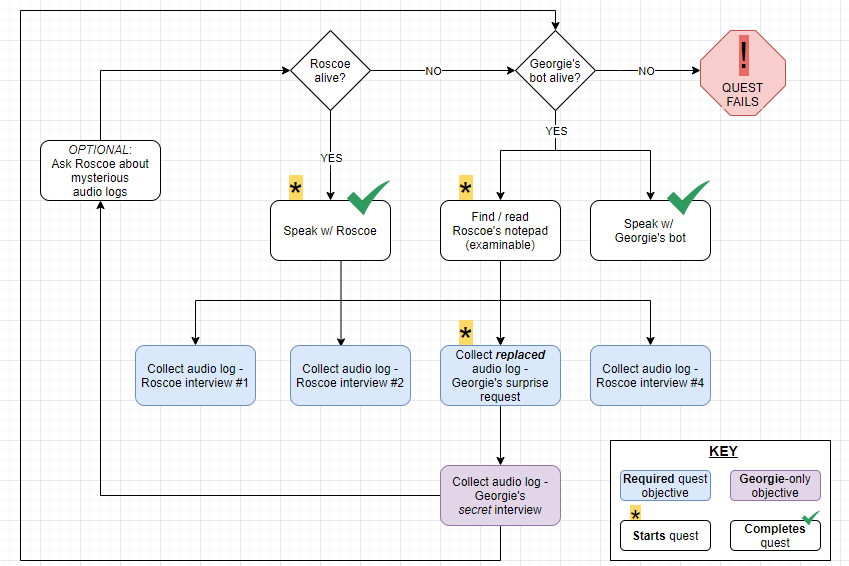 Roscoe
alive?
NO
Georgie's
bot alive?
NO
!
QUEST
FAILS
YES
YES
OPTIONAL:
Ask Roscoe about
mysterious
audio logs
*
Speak w/ Roscoe
*
Find / read
Roscoe's notepad
(examinable)
Speak w/
Georgie's bot
Collect audio log -
Roscoe interview #1
Collect audio log -
Roscoe interview #2
*
Collect replaced
audio log -
Georgie's surprise
request
Collect audio log -
Roscoe interview #4
Collect audio log -
Georgie's
secret interview
KEY
Required quest
objective
Georgie-only
objective
*
Starts quest
Completes
quest